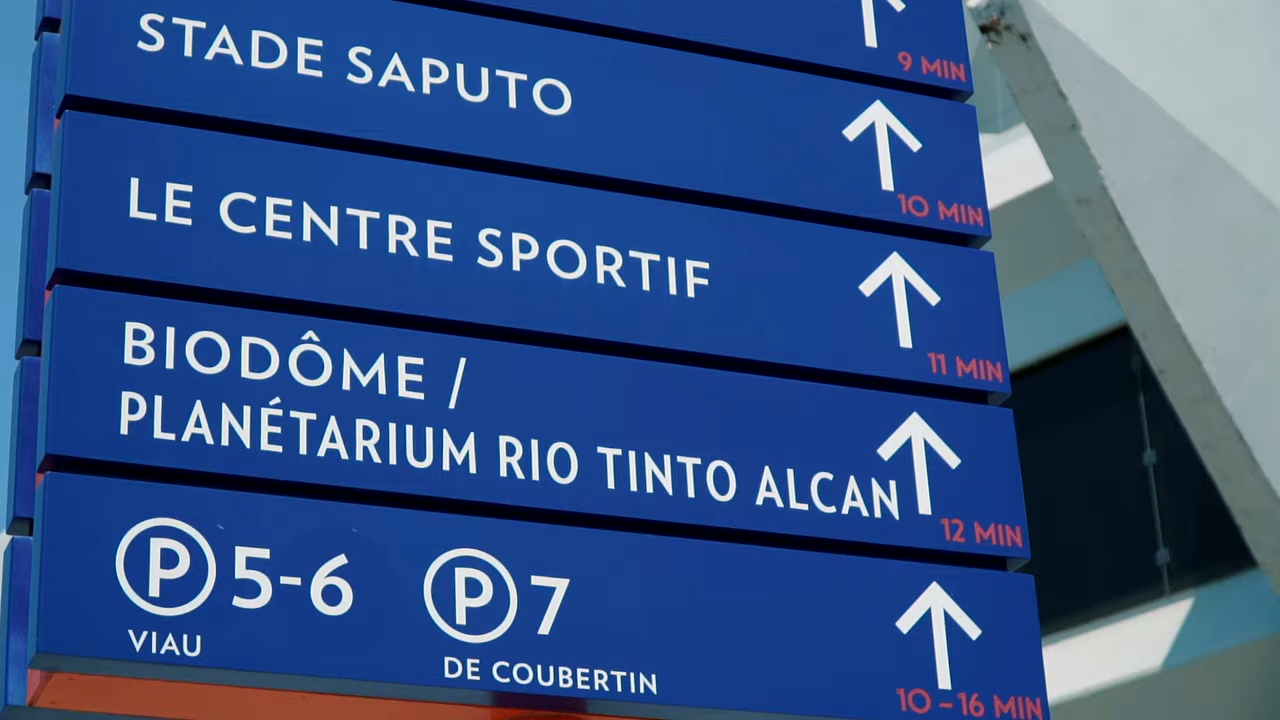 9 MIN
STADE SAPUTO
10 MIN
LE CENTRE SPORTIF
11 MIN
BIODÔME /
PLANÉTARIUM RIO TINTO ALCAN
12 MIN
P 5-6 P 7
VIAU DE COUBERTIN
10 - 16 MIN